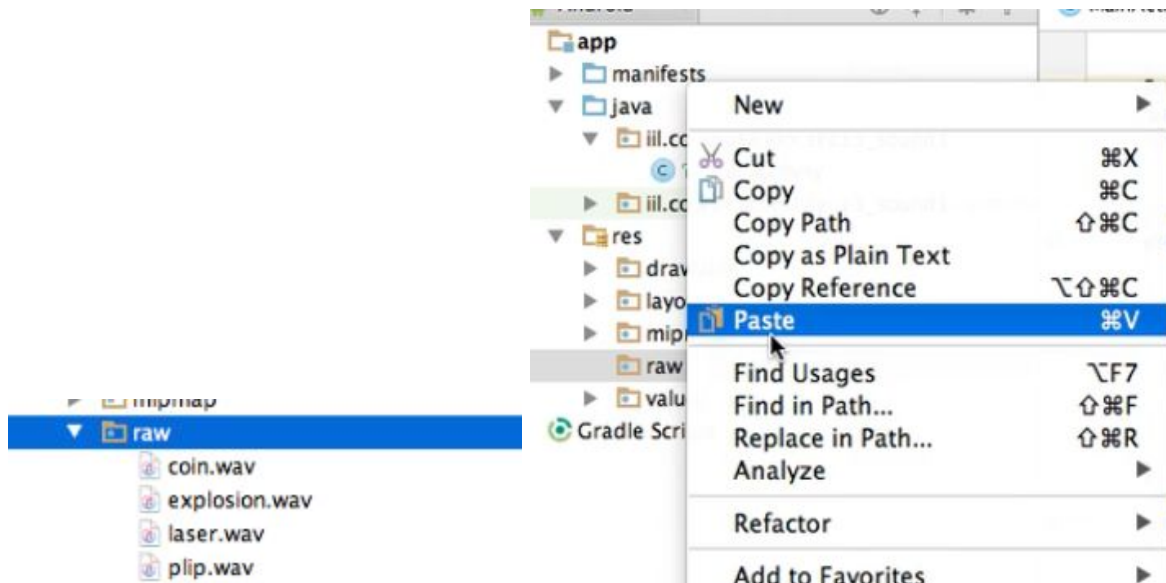 mipmap
raw
coin.wav
explosion.wav
laser.wav
plip.wav
app
manifests
java
iil.co
iil.co
res
draw
layo
mip
raw
valu
Gradle Scri
New
Cut ⌘X
Copy ⌘C
Copy Path ⇧⌘C
Copy as Plain Text
Copy Reference ⌥⇧⌘C
Paste ⌘V
Find Usages ⌥F7
Find in Path... ⇧⌘F
Replace in Path... ⇧⌘R
Analyze
Refactor
Add to Favorites